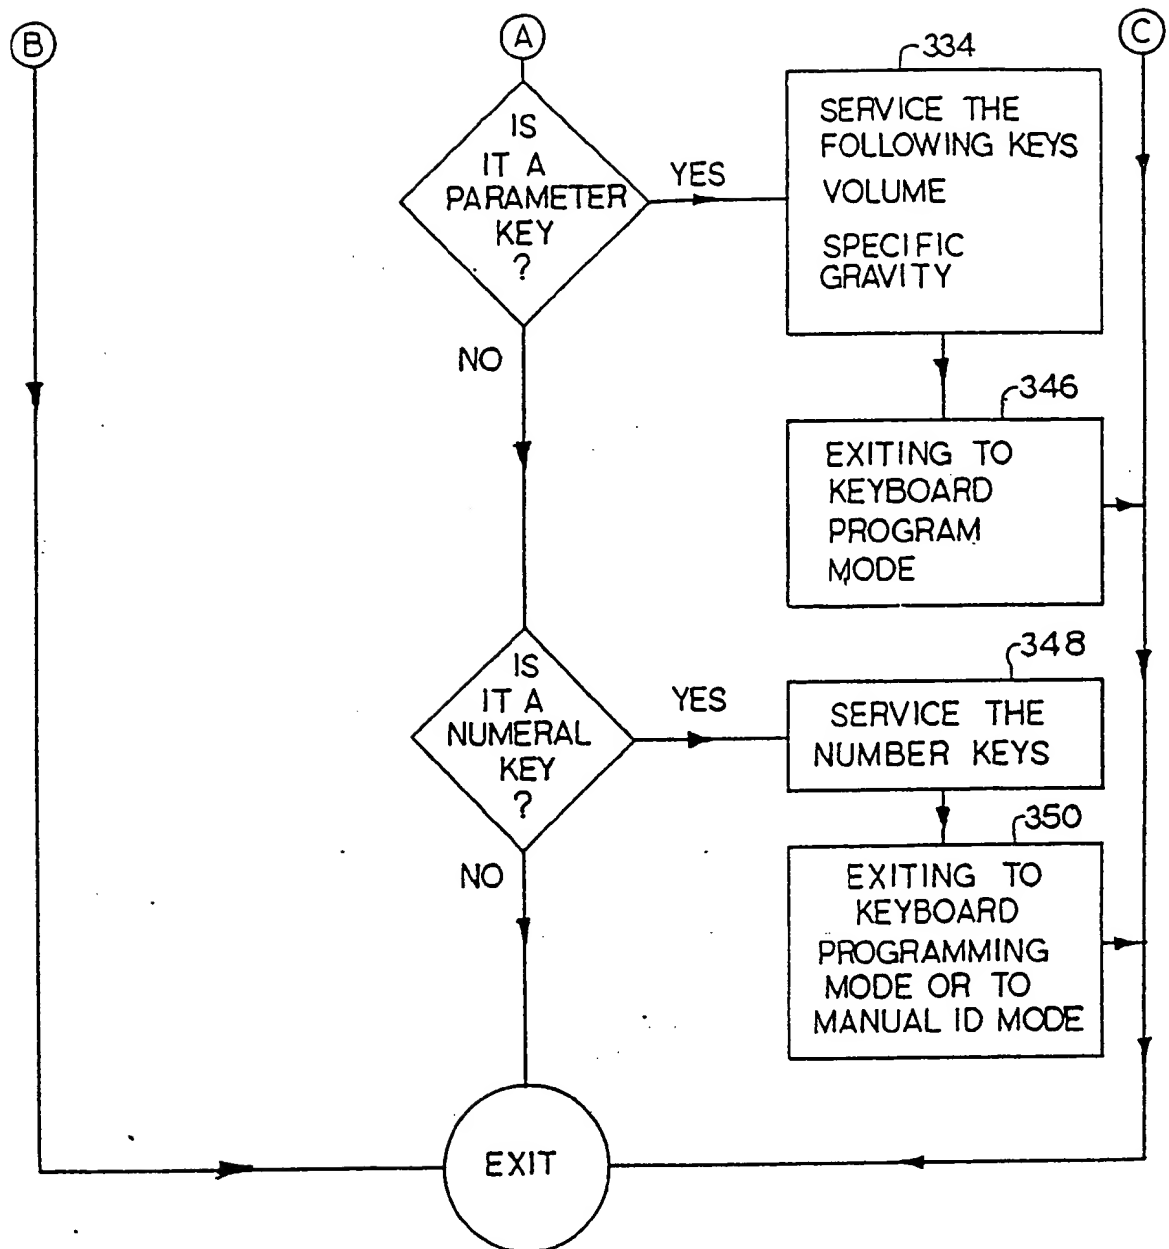 B
A
C
IS
IT A
PARAMETER
KEY
?
YES
334
SERVICE THE
FOLLOWING KEYS
VOLUME
SPECIFIC
GRAVITY
NO
346
EXITING TO
KEYBOARD
PROGRAM
MODE
IS
IT A
NUMERAL
KEY
?
YES
348
SERVICE THE
NUMBER KEYS
NO
350
EXITING TO
KEYBOARD
PROGRAMMING
MODE OR TO
MANUAL ID MODE
EXIT